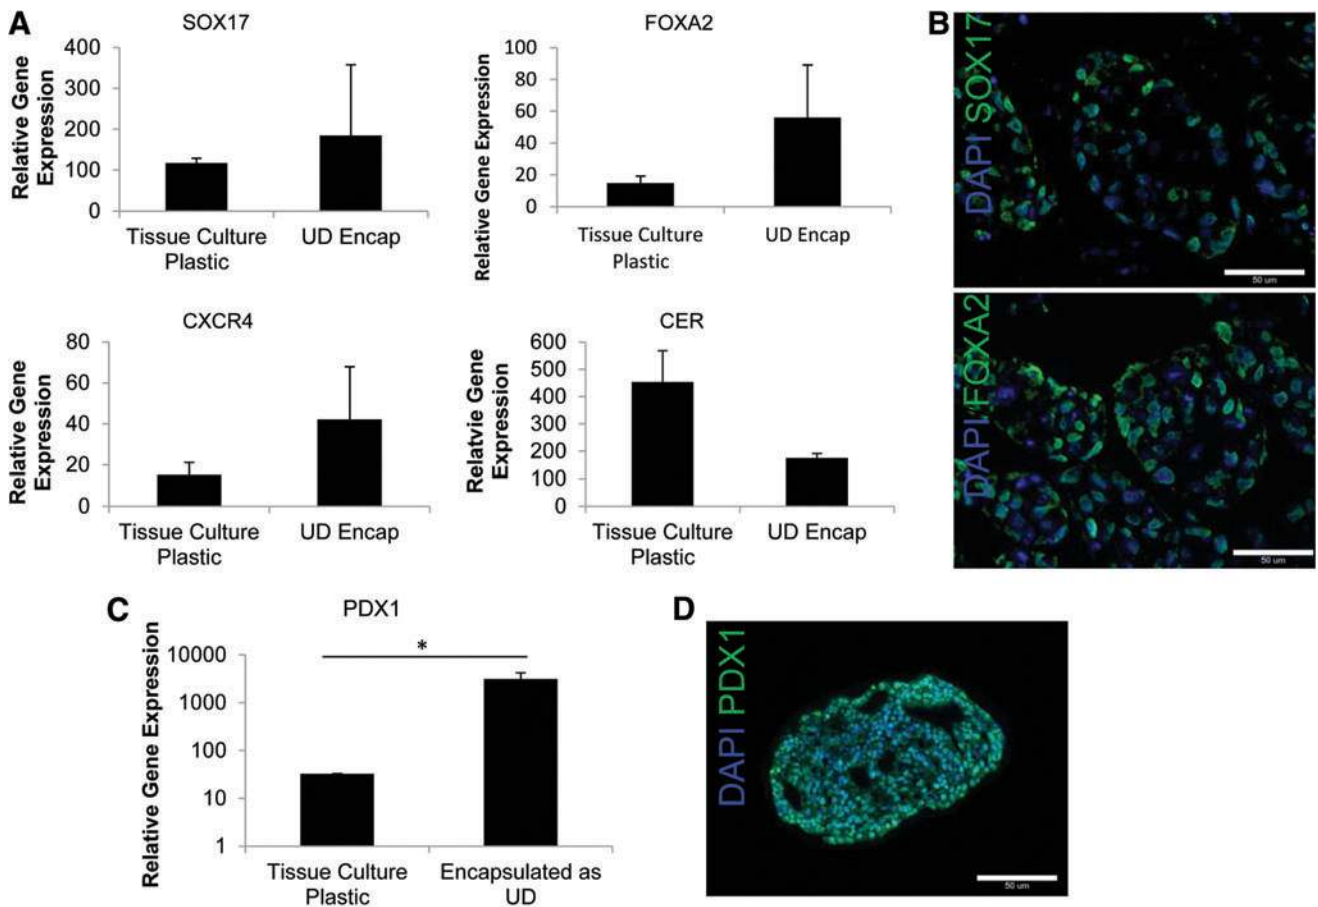 A
SOX17
400
300
200
100
0
Relative Gene
Expression
Tissue Culture
Plastic
UD Encap
FOXA2
100
80
60
40
20
0
Relative Gene Expression
Tissue Culture
Plastic
UD Encap
CXCR4
80
60
40
20
0
Relative Gene
Expression
Tissue Culture
Plastic
UD Encap
CER
600
500
400
300
200
100
0
Relatvie Gene
Expression
Tissue Culture
Plastic
UD Encap
B
DAPI SOX17
50 um
DAPI FOXA2
50 um
C
PDX1
*
10000
1000
100
10
1
Relative Gene Expression
Tissue Culture
Plastic
Encapsulated as
UD
D
DAPI PDX1
50 um